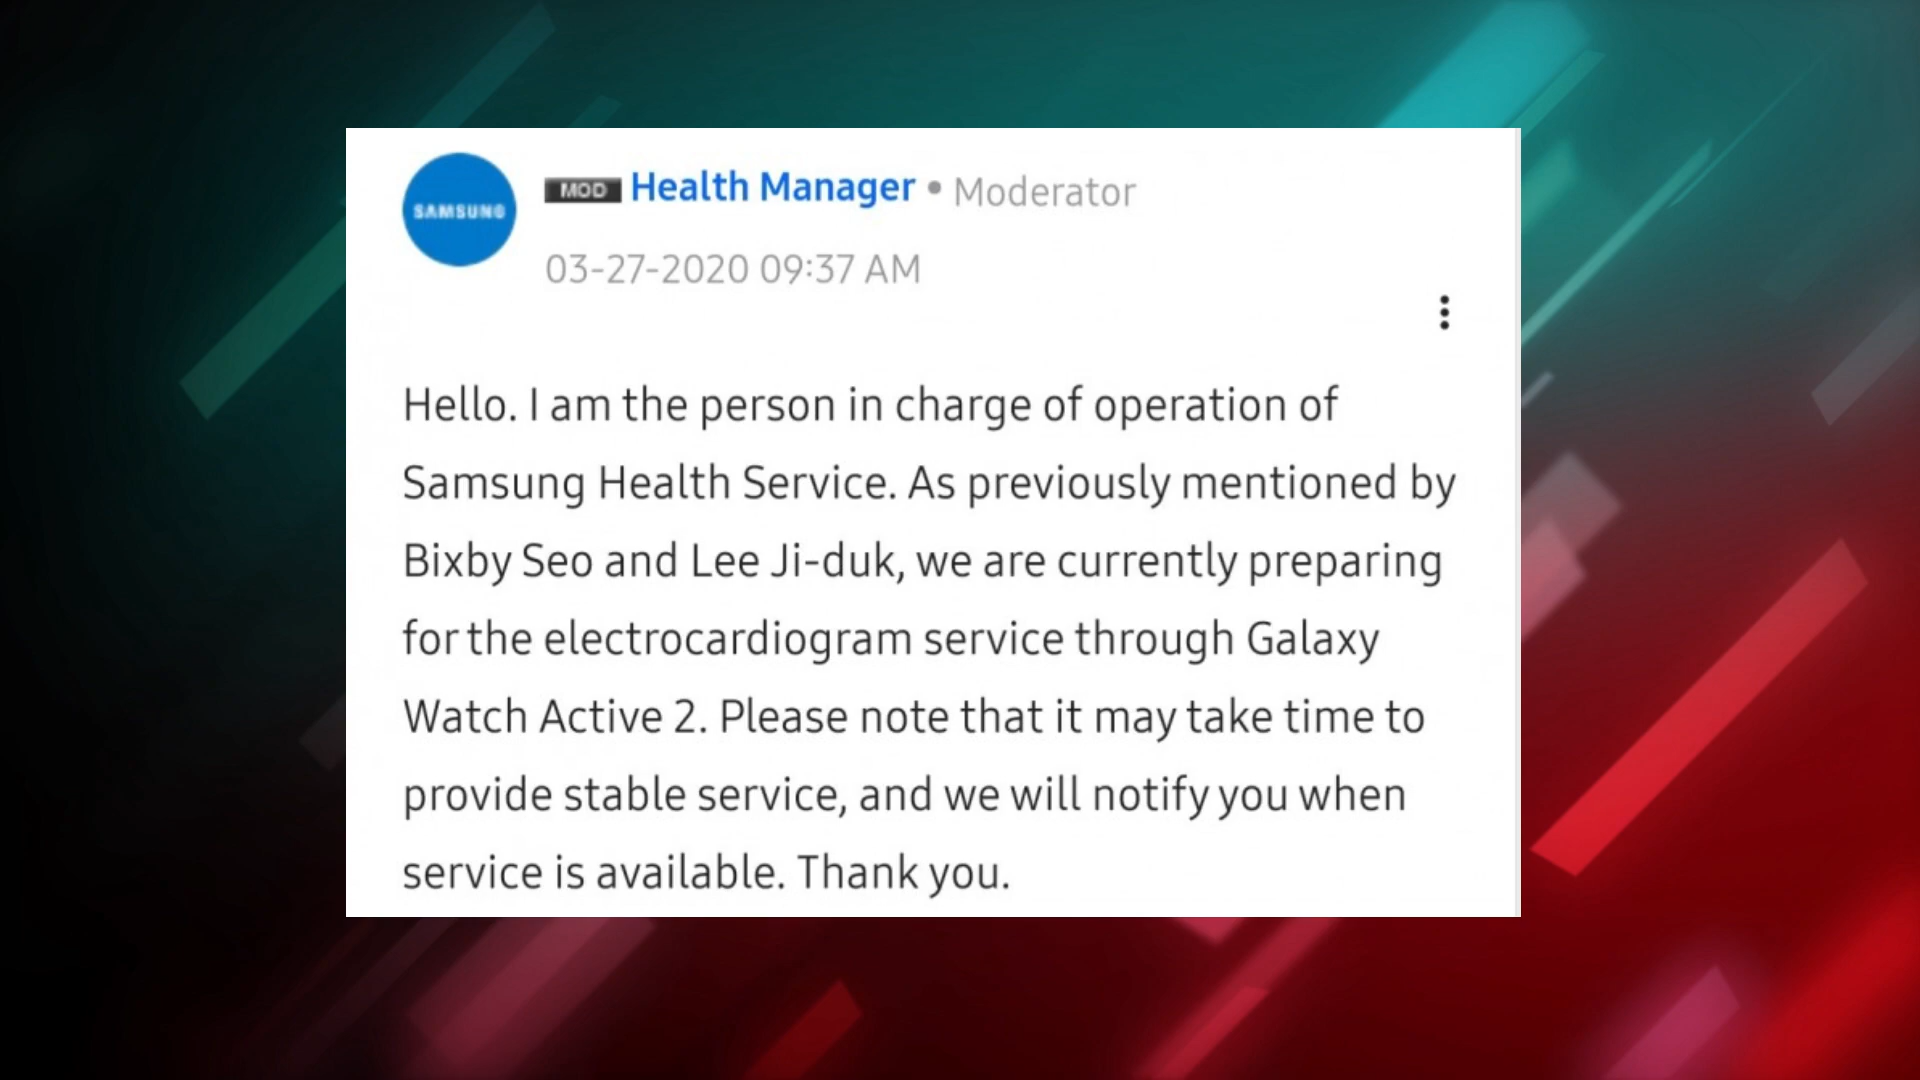 SAMSUNG
MOD Health Manager • Moderator
03-27-2020 09:37 AM
Hello. I am the person in charge of operation of
Samsung Health Service. As previously mentioned by
Bixby Seo and Lee Ji-duk, we are currently preparing
for the electrocardiogram service through Galaxy
Watch Active 2. Please note that it may take time to
provide stable service, and we will notify you when
service is available. Thank you.